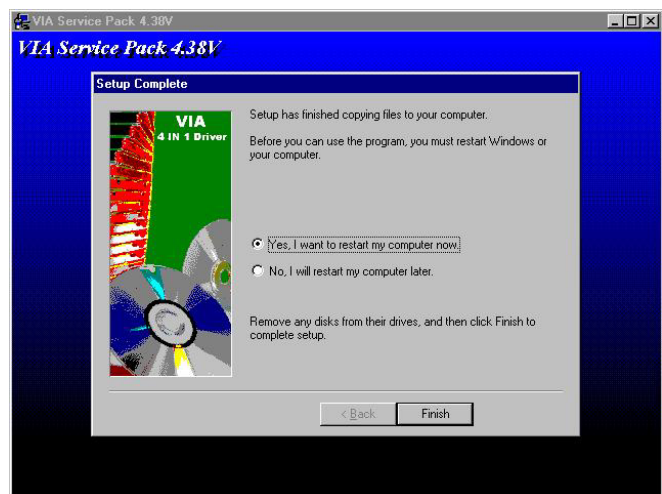 VIA Service Pack 4.38V
VIA Service Pack 4.38V
Setup Complete
VIA
4 IN 1 Driver
Setup has finished copying files to your computer.
Before you can use the program, you must restart Windows or
your computer.
Yes, I want to restart my computer now.
No, I will restart my computer later.
Remove any disks from their drives, and then click Finish to
complete setup.
< Back
Finish